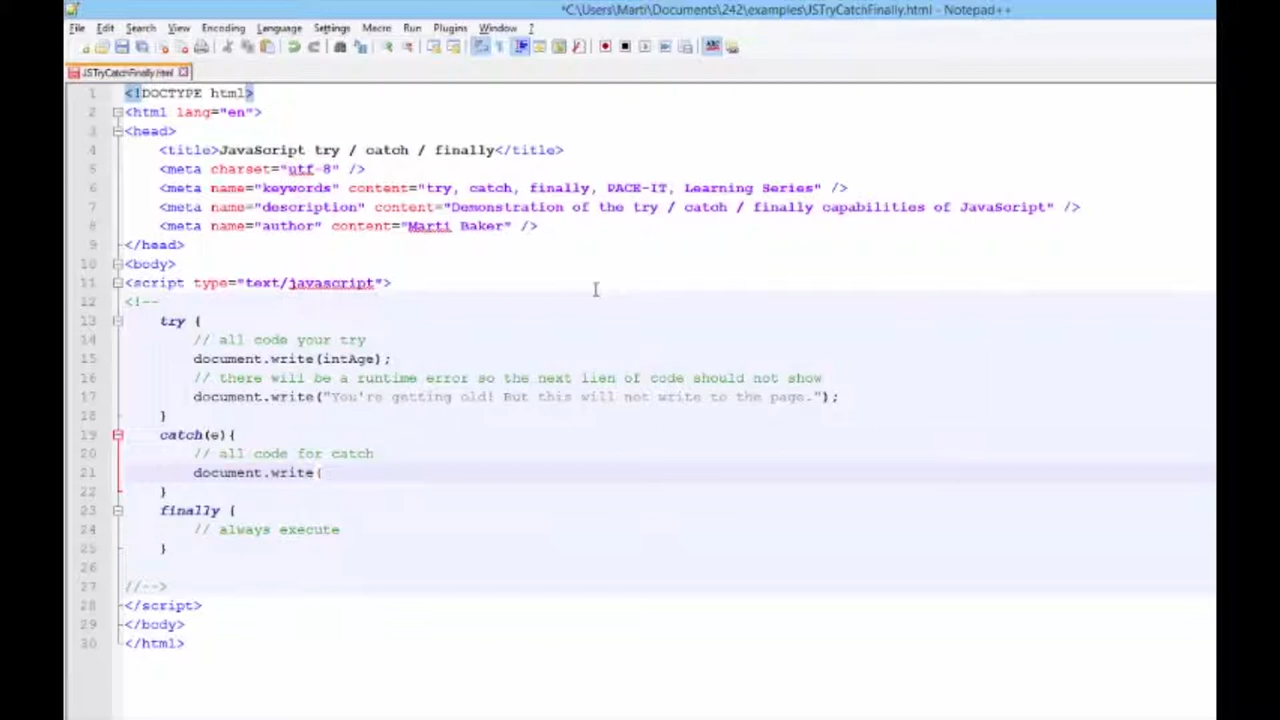 *C:\Users\Marti\Documents\242\examples\JSTryCatchFinally.html - Notepad++
File Edit Search View Encoding Language Settings Macro Run Plugins Window ?
JSTryCatchFinally.html
1 <!DOCTYPE html>
2 <html lang="en">
3 <head>
4 <title>JavaScript try / catch / finally</title>
5 <meta charset="utf-8" />
6 <meta name="keywords" content="try, catch, finally, PACE-IT, Learning Series" />
7 <meta name="description" content="Demonstration of the try / catch / finally capabilities of JavaScript" />
8 <meta name="author" content="Marti Baker" />
9 </head>
10 <body>
11 <script type="text/javascript">
12 <!--
13 try {
14 // all code your try
15 document.write(intAge);
16 // there will be a runtime error so the next lien of code should not show
17 document.write("You're getting old! But this will not write to the page.");
18 }
19 catch(e){
20 // all code for catch
21 document.write(
22 }
23 finally {
24 // always execute
25 }
26
27 //-->
28 </script>
29 </body>
30 </html>